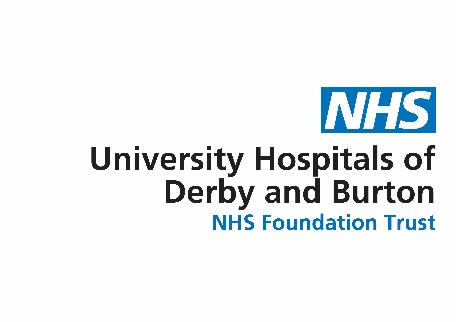 NHS
University Hospitals of
Derby and Burton
NHS Foundation Trust